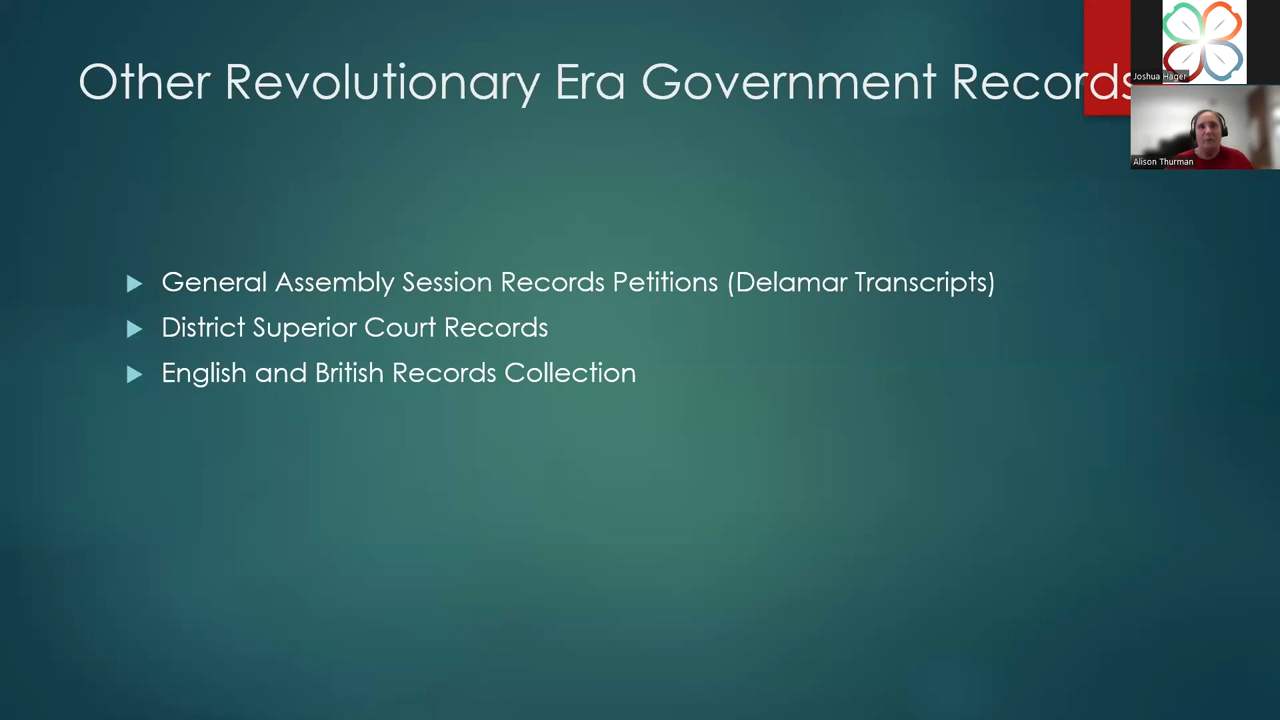 Other Revolutionary Era Government Records
Joshua Hager
Alison Thurman
General Assembly Session Records Petitions (Delamar Transcripts)
District Superior Court Records
English and British Records Collection